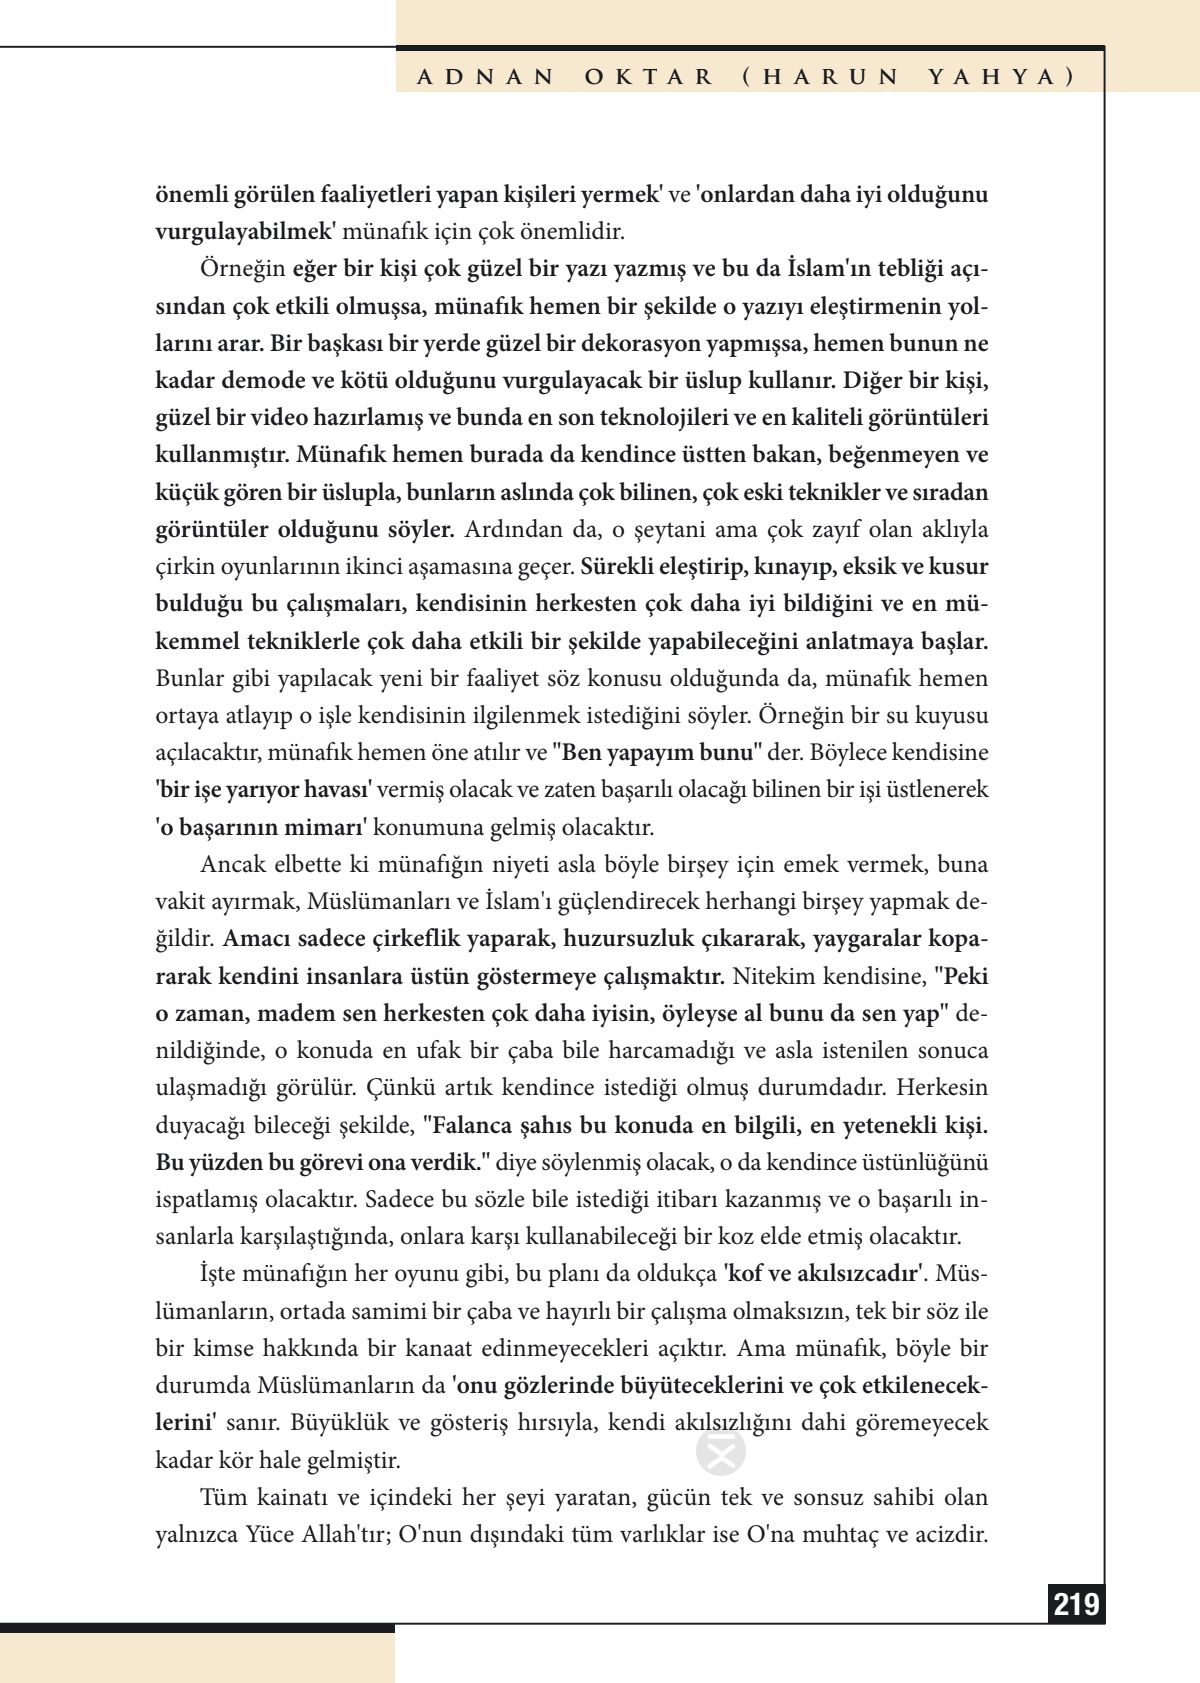 ADNAN OKTAR (HARUN YAHYA)
önemli görülen faaliyetleri yapan kişileri yermek' ve 'onlardan daha iyi olduğunu
vurgulayabilmek' münafık için çok önemlidir.
Örneğin eğer bir kişi çok güzel bir yazı yazmış ve bu da İslam'ın tebliği açı-
sından çok etkili olmuşsa, münafık hemen bir şekilde o yazıyı eleştirmenin yol-
larını arar. Bir başkası bir yerde güzel bir dekorasyon yapmışsa, hemen bunun ne
kadar demode ve kötü olduğunu vurgulayacak bir üslup kullanır. Diğer bir kişi,
güzel bir video hazırlamış ve bunda en son teknolojileri ve en kaliteli görüntüleri
kullanmıştır. Münafık hemen burada da kendince üstten bakan, beğenmeyen ve
küçük gören bir üslupla, bunların aslında çok bilinen, çok eski teknikler ve sıradan
görüntüler olduğunu söyler. Ardından da, o şeytani ama çok zayıf olan aklıyla
çirkin oyunlarının ikinci aşamasına geçer. Sürekli eleştirip, kınayıp, eksik ve kusur
bulduğu bu çalışmaları, kendisinin herkesten çok daha iyi bildiğini ve en mü-
kemmel tekniklerle çok daha etkili bir şekilde yapabileceğini anlatmaya başlar.
Bunlar gibi yapılacak yeni bir faaliyet söz konusu olduğunda da, münafık hemen
ortaya atlayıp o işle kendisinin ilgilenmek istediğini söyler. Örneğin bir su kuyusu
açılacaktır, münafık hemen öne atılır ve "Ben yapayım bunu" der. Böylece kendisine
'bir işe yarıyor havası' vermiş olacak ve zaten başarılı olacağı bilinen bir işi üstlenerek
'o başarının mimarı' konumuna gelmiş olacaktır.
Ancak elbette ki münafığın niyeti asla böyle birşey için emek vermek, buna
vakit ayırmak, Müslümanları ve İslam'ı güçlendirecek herhangi birşey yapmak de-
ğildir. Amacı sadece çirkeflik yaparak, huzursuzluk çıkararak, yaygaralar kopa-
rarak kendini insanlara üstün göstermeye çalışmaktır. Nitekim kendisine, "Peki
o zaman, madem sen herkesten çok daha iyisin, öyleyse al bunu da sen yap" de-
nildiğinde, o konuda en ufak bir çaba bile harcamadığı ve asla istenilen sonuca
ulaşmadığı görülür. Çünkü artık kendince istediği olmuş durumdadır. Herkesin
duyacağı bileceği şekilde, "Falanca şahıs bu konuda en bilgili, en yetenekli kişi.
Bu yüzden bu görevi ona verdik." diye söylenmiş olacak, o da kendince üstünlüğünü
ispatlamış olacaktır. Sadece bu sözle bile istediği itibarı kazanmış ve o başarılı in-
sanlarla karşılaştığında, onlara karşı kullanabileceği bir koz elde etmiş olacaktır.
İşte münafığın her oyunu gibi, bu planı da oldukça 'kof ve akılsızcadır'. Müs-
lümanların, ortada samimi bir çaba ve hayırlı bir çalışma olmaksızın, tek bir söz ile
bir kimse hakkında bir kanaat edinmeyecekleri açıktır. Ama münafık, böyle bir
durumda Müslümanların da 'onu gözlerinde büyüteceklerini ve çok etkilenecek-
lerini' sanır. Büyüklük ve gösteriş hırsıyla, kendi akılsızlığını dahi göremeyecek
kadar kör hale gelmiştir.
Tüm kainatı ve içindeki her şeyi yaratan, gücün tek ve sonsuz sahibi olan
yalnızca Yüce Allah'tır; O'nun dışındaki tüm varlıklar ise O'na muhtaç ve acizdir.
219